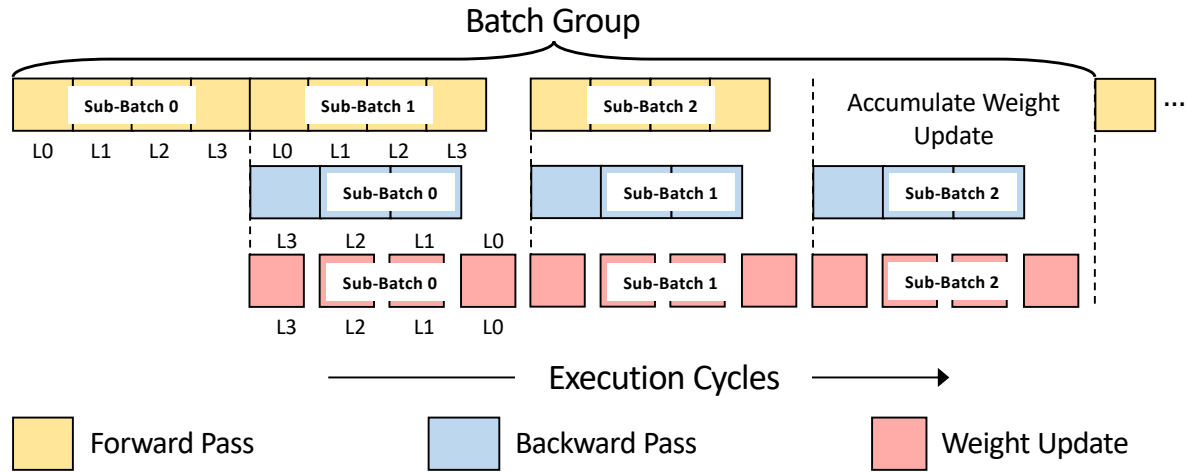 Batch Group
Sub-Batch 0 Sub-Batch 1 Sub-Batch 2 Accumulate Weight Update ...
L0 L1 L2 L3 L0 L1 L2 L3
Sub-Batch 0 Sub-Batch 1 Sub-Batch 2
L3 L2 L1 L0
Sub-Batch 0 Sub-Batch 1 Sub-Batch 2
L3 L2 L1 L0
Execution Cycles
Forward Pass Backward Pass Weight Update